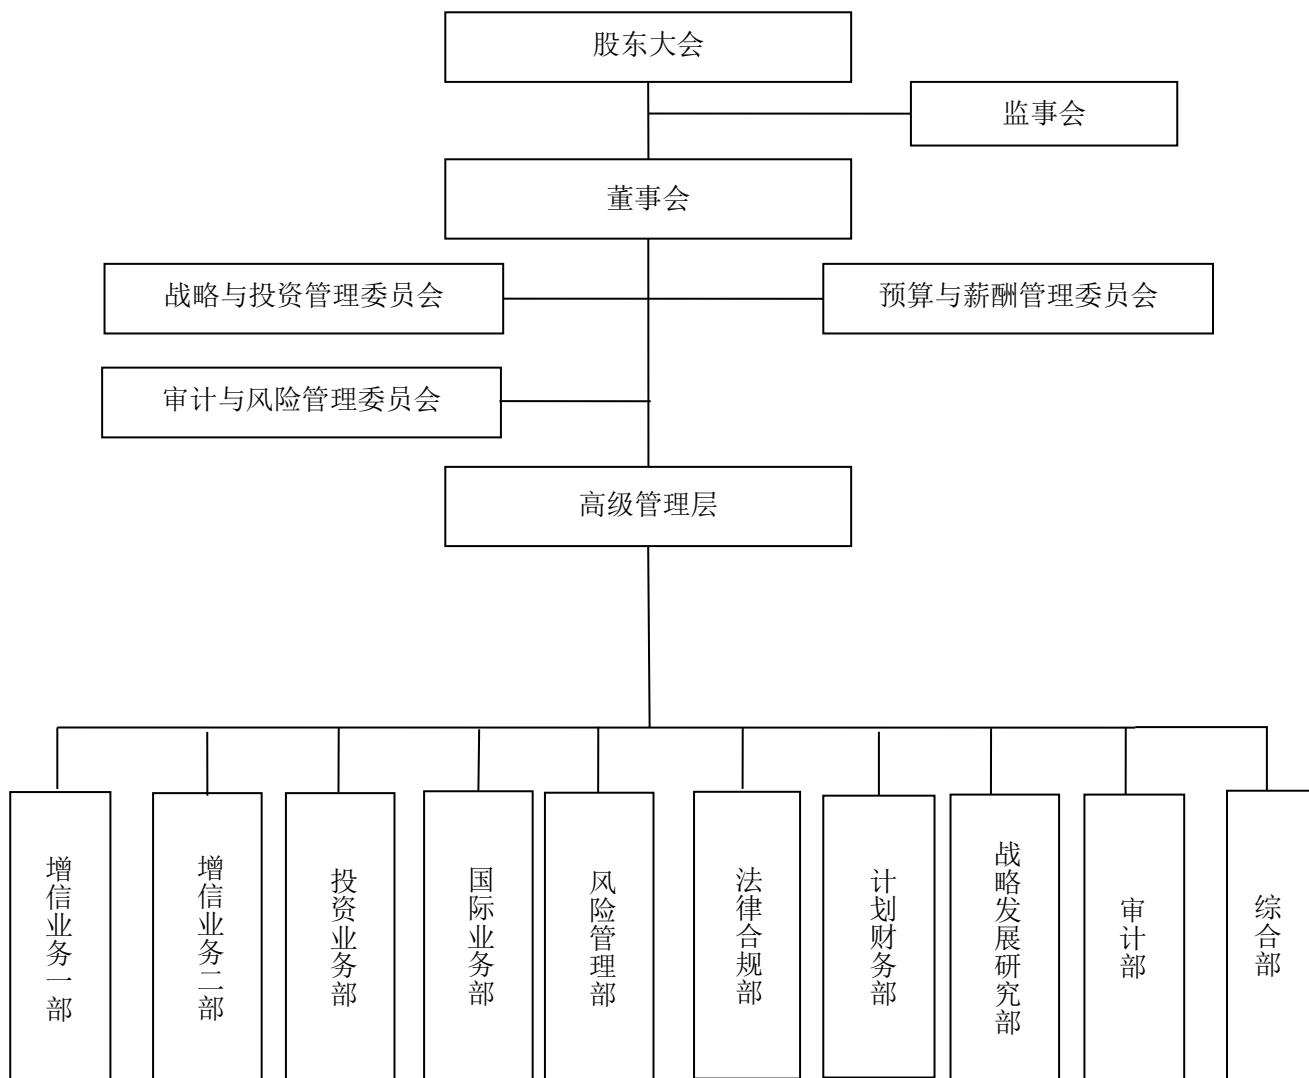 股东大会
监事会
董事会
战略与投资管理委员会
预算与薪酬管理委员会
审计与风险管理委员会
高级管理层
增信业务一部
增信业务二部
投资业务部
国际业务部
风险管理部
法律合规部
计划财务部
战略发展研究部
审计部
综合部